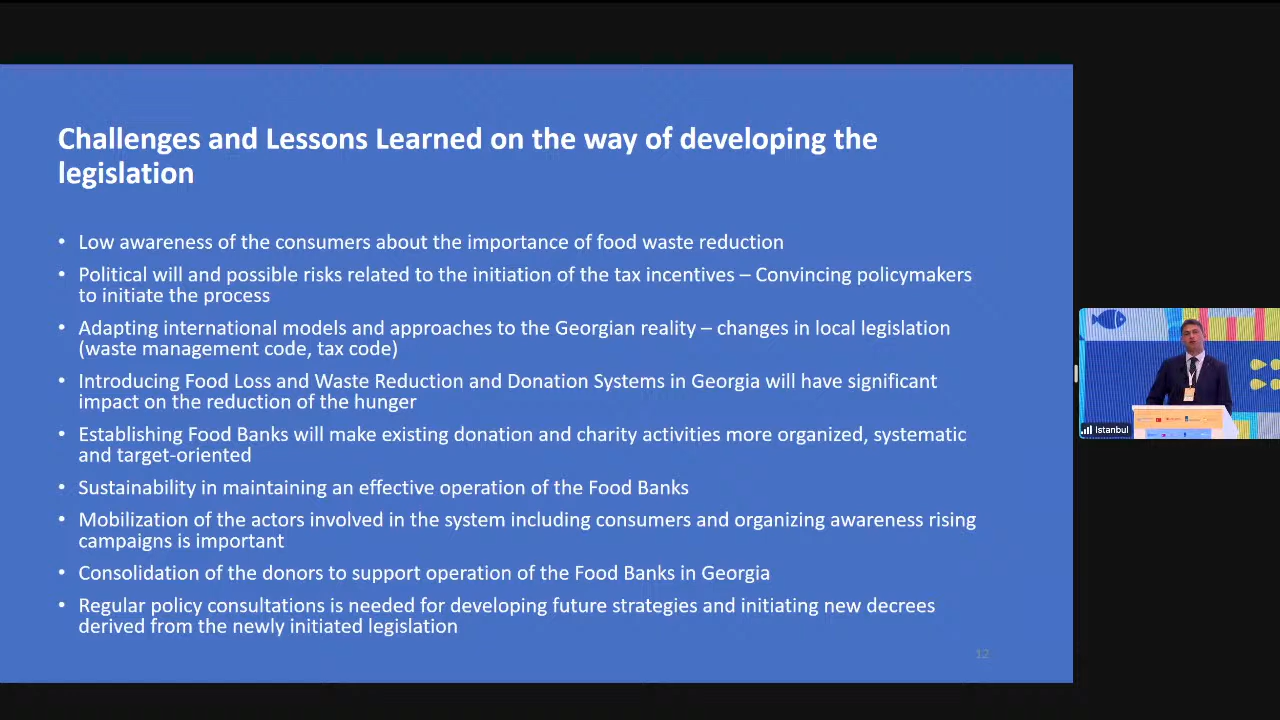 Challenges and Lessons Learned on the way of developing the
legislation
• Low awareness of the consumers about the importance of food waste reduction
• Political will and possible risks related to the initiation of the tax incentives – Convincing policymakers
to initiate the process
• Adapting international models and approaches to the Georgian reality – changes in local legislation
(waste management code, tax code)
• Introducing Food Loss and Waste Reduction and Donation Systems in Georgia will have significant
impact on the reduction of the hunger
• Establishing Food Banks will make existing donation and charity activities more organized, systematic
and target-oriented
• Sustainability in maintaining an effective operation of the Food Banks
• Mobilization of the actors involved in the system including consumers and organizing awareness rising
campaigns is important
• Consolidation of the donors to support operation of the Food Banks in Georgia
• Regular policy consultations is needed for developing future strategies and initiating new decrees
derived from the newly initiated legislation
12
Istanbul